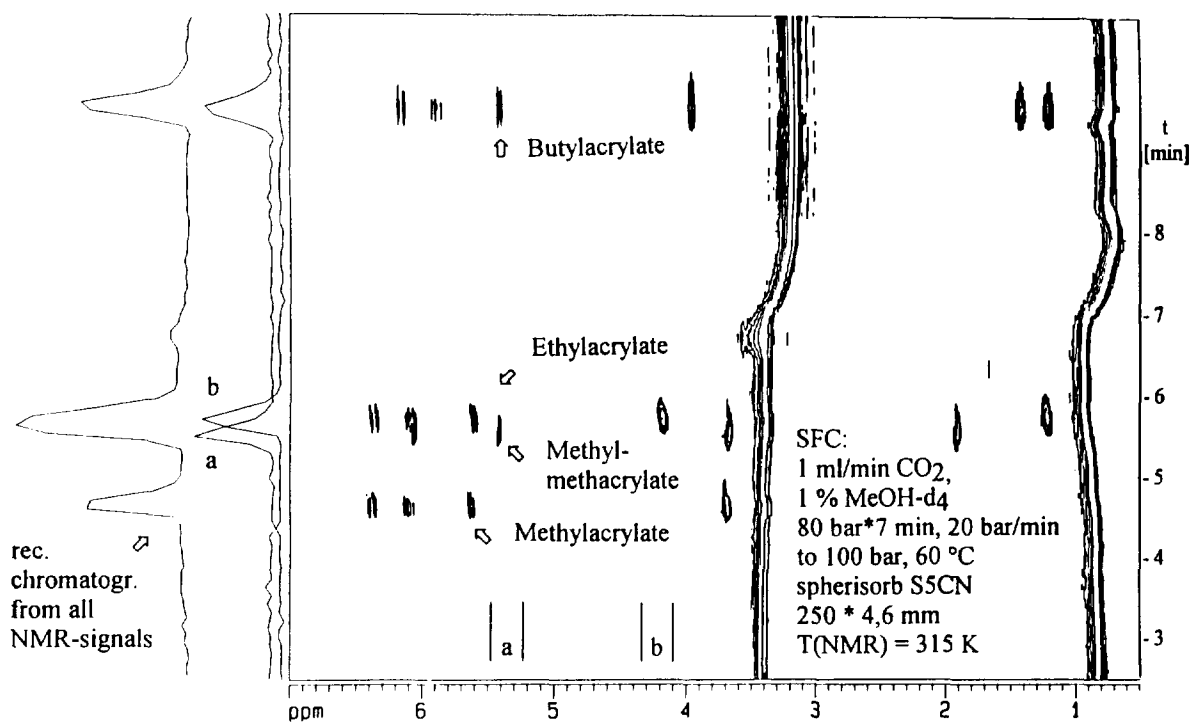 t
[min]
Butylacrylate
- 8
- 7
Ethylacrylate
b
- 6
a
Methyl-
methacrylate
Methylacrylate
- 5
SFC:
1 ml/min CO2,
1 % MeOH-d4
80 bar*7 min, 20 bar/min
to 100 bar, 60 °C
spherisorb S5CN
250 * 4,6 mm
T(NMR) = 315 K
- 4
- 3
rec.
chromatogr.
from all
NMR-signals
a b
ppm 6 5 4 3 2 1